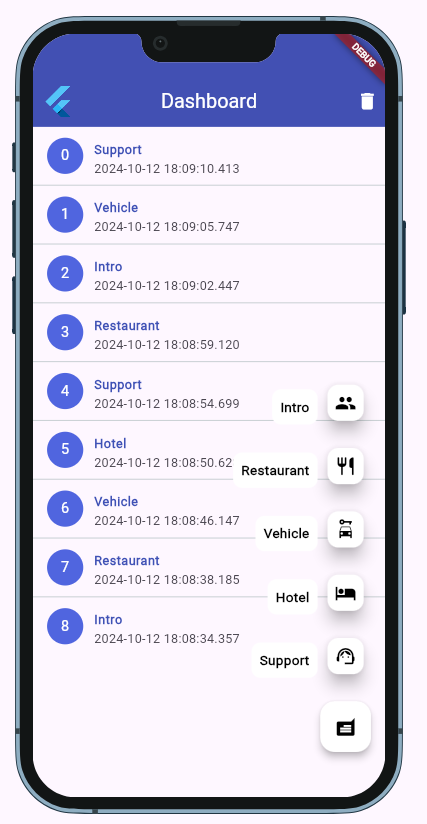 DEBUG
Dashboard
0
Support
2024-10-12 18:09:10.413
1
Vehicle
2024-10-12 18:09:05.747
2
Intro
2024-10-12 18:09:02.447
3
Restaurant
2024-10-12 18:08:59.120
4
Support
2024-10-12 18:08:54.699
Intro
5
Hotel
2024-10-12 18:08:50.62
Restaurant
6
Vehicle
2024-10-12 18:08:46.147
Vehicle
7
Restaurant
2024-10-12 18:08:38.185
Hotel
8
Intro
2024-10-12 18:08:34.357
Support